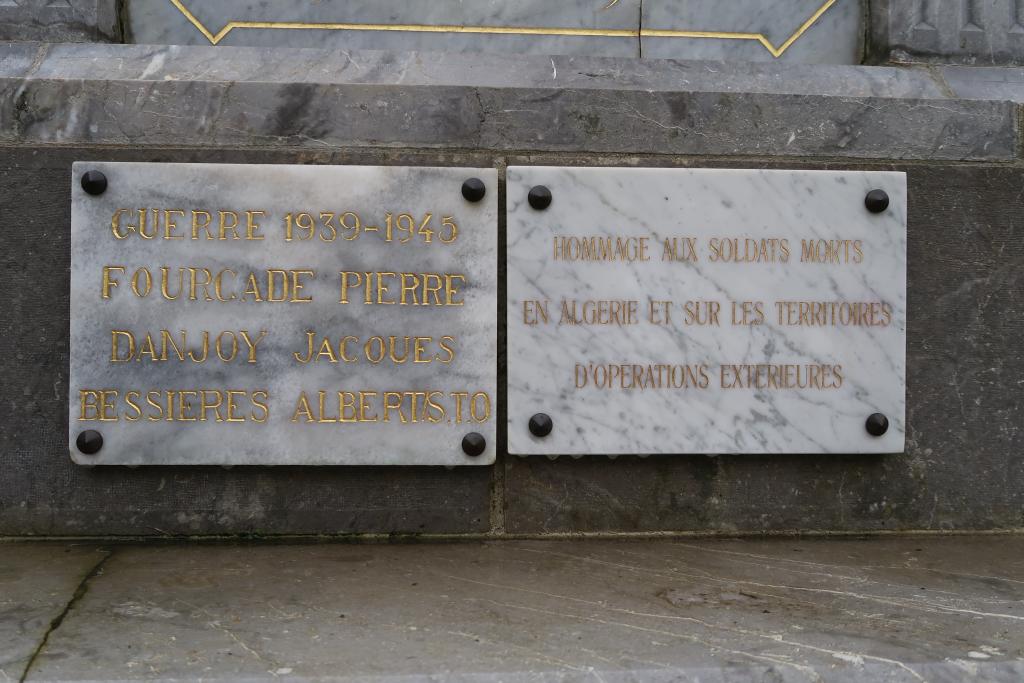 GUERRE 1939-1945
FOURCADE PIERRE
DANJOY JACQUES
BESSIERES ALBERT S.T.O
HOMMAGE AUX SOLDATS MORTS
EN ALGERIE ET SUR LES TERRITOIRES
D'OPERATIONS EXTERIEURES